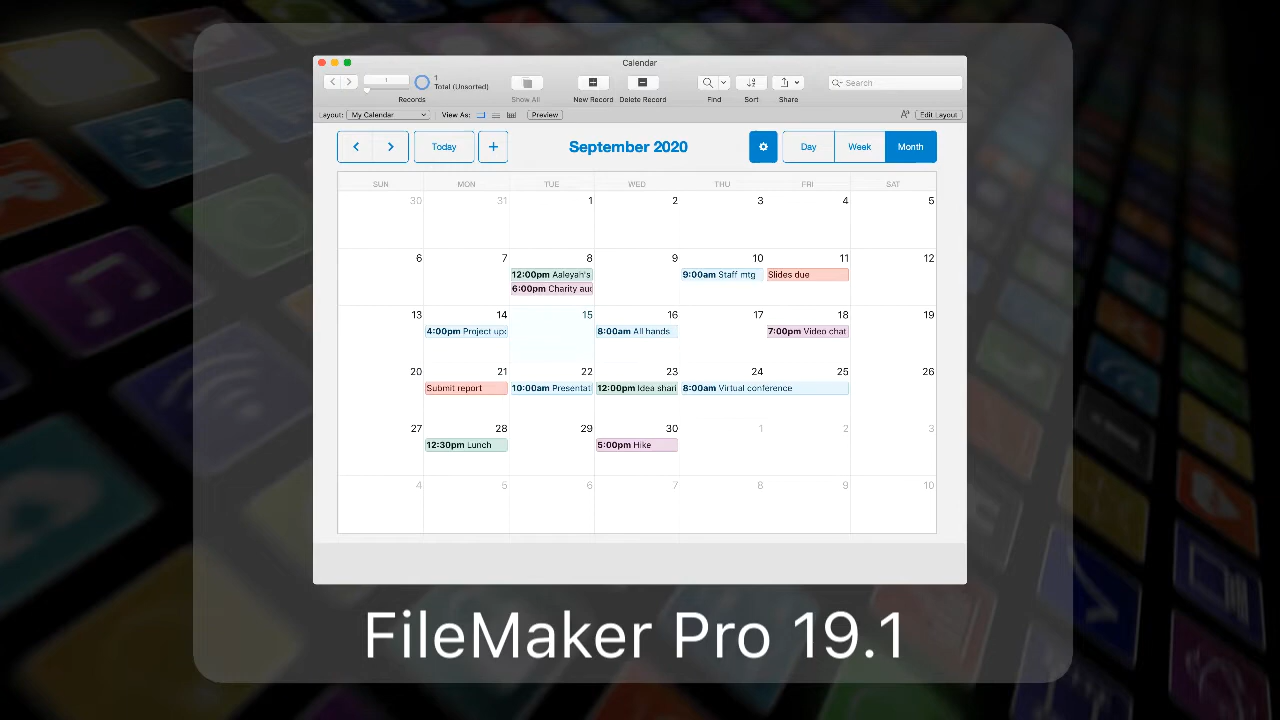 Calendar
1
1
Total (Unsorted)
Records
Show All
New Record
Delete Record
Find
Sort
Share
Search
Layout: My Calendar
View As:
Preview
Edit Layout
Today
+
September 2020
Day
Week
Month
SUN MON TUE WED THU FRI SAT
30 31 1 2 3 4 5
6 7 8 9 10 11 12
12:00pm Aaleyah's
9:00am Staff mtg
Slides due
6:00pm Charity auc
13 14 15 16 17 18 19
4:00pm Project upd
8:00am All hands
7:00pm Video chat
20 21 22 23 24 25 26
Submit report
10:00am Presentati
12:00pm Idea shari
8:00am Virtual conference
27 28 29 30 1 2 3
12:30pm Lunch
5:00pm Hike
4 5 6 7 8 9 10
FileMaker Pro 19.1